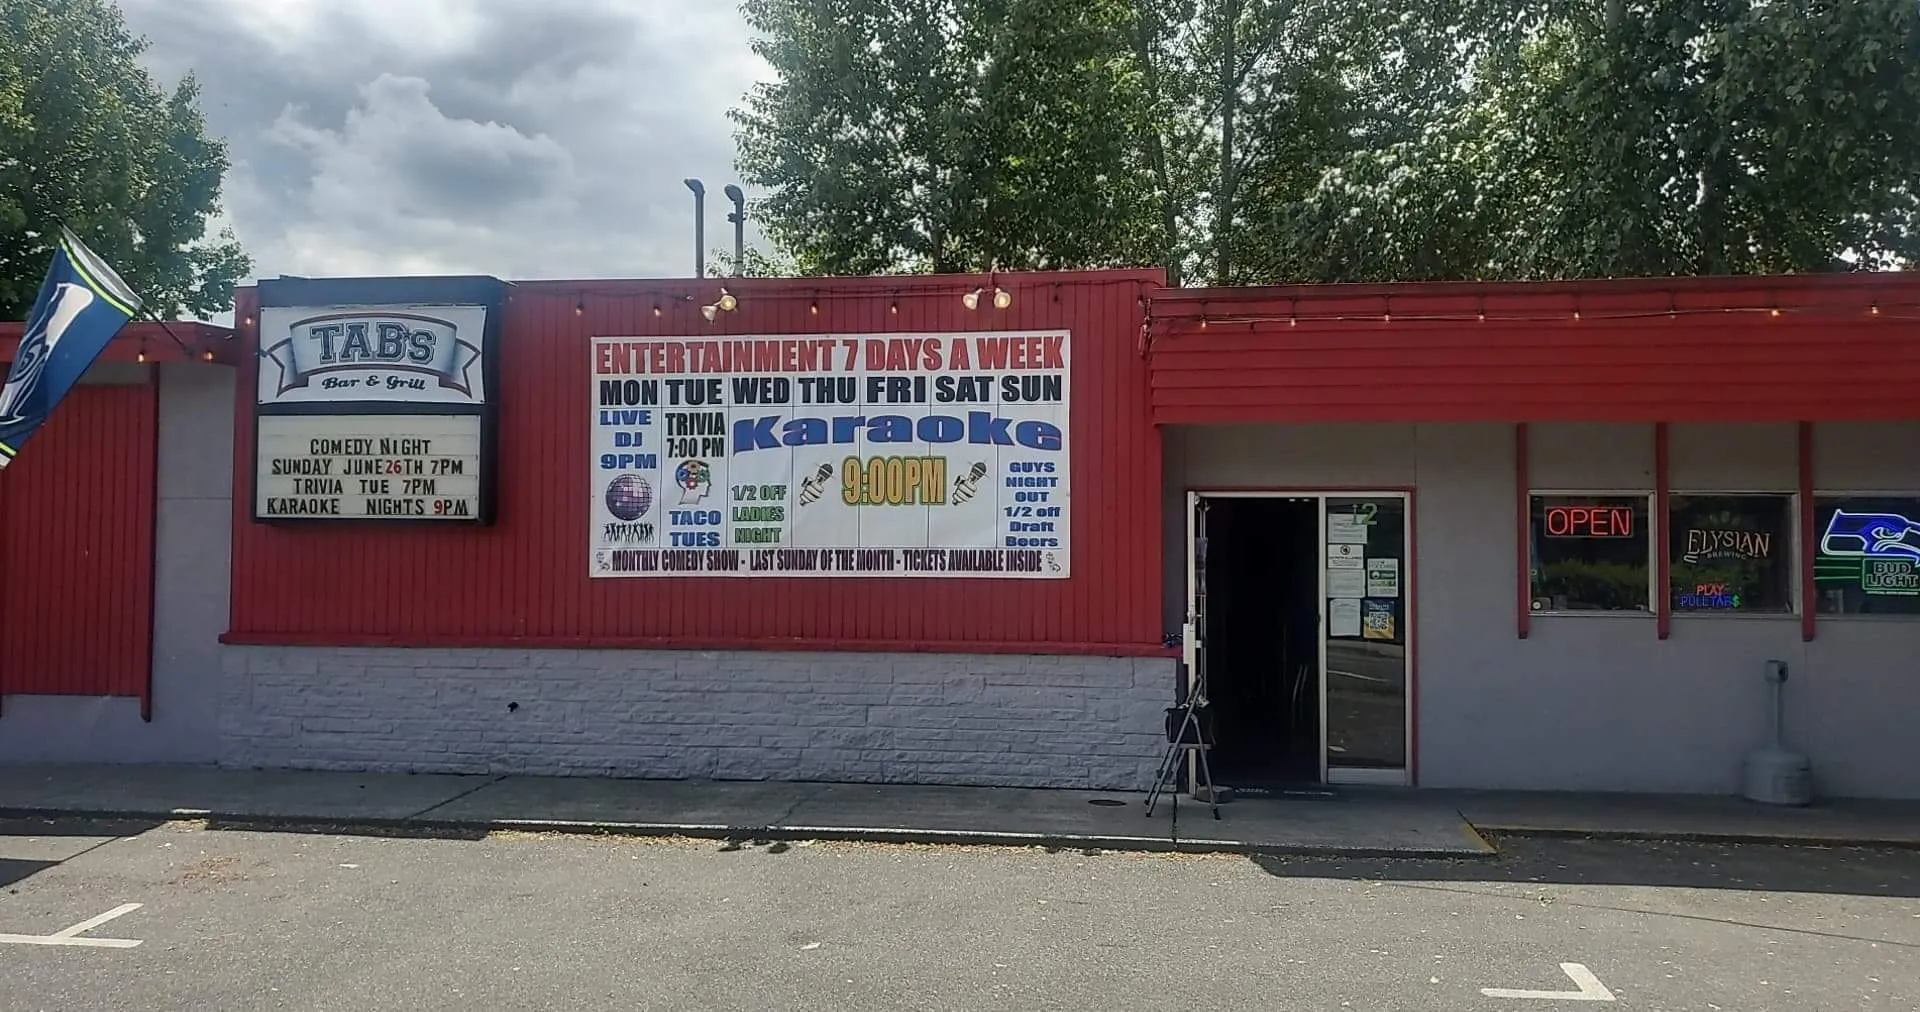 TAB's
Bar & Grill
COMEDY NIGHT
SUNDAY JUNE 26TH 7PM
TRIVIA TUE 7PM
KARAOKE NIGHTS 9PM
ENTERTAINMENT 7 DAYS A WEEK
MON TUE WED THU FRI SAT SUN
LIVE
DJ
9PM
TRIVIA
7:00 PM
TACO
TUES
Karaoke
9:00PM
1/2 OFF
LADIES
NIGHT
GUYS
NIGHT
OUT
1/2 off
Draft
Beers
MONTHLY COMEDY SHOW - LAST SUNDAY OF THE MONTH - TICKETS AVAILABLE INSIDE
12
OPEN
ELYSIAN
BREWING
PLAY
PULLTAB$
BUD
LIGHT